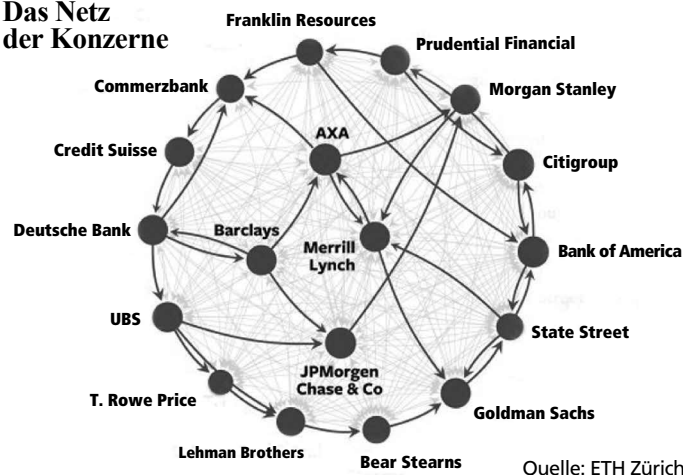 Das Netz
der Konzerne
Franklin Resources
Prudential Financial
Commerzbank
Morgan Stanley
AXA
Credit Suisse
Citigroup
Deutsche Bank
Barclays
Merrill
Lynch
Bank of America
UBS
State Street
JPMorgen
Chase & Co
T. Rowe Price
Goldman Sachs
Lehman Brothers
Bear Stearns
Quelle: ETH Zürich